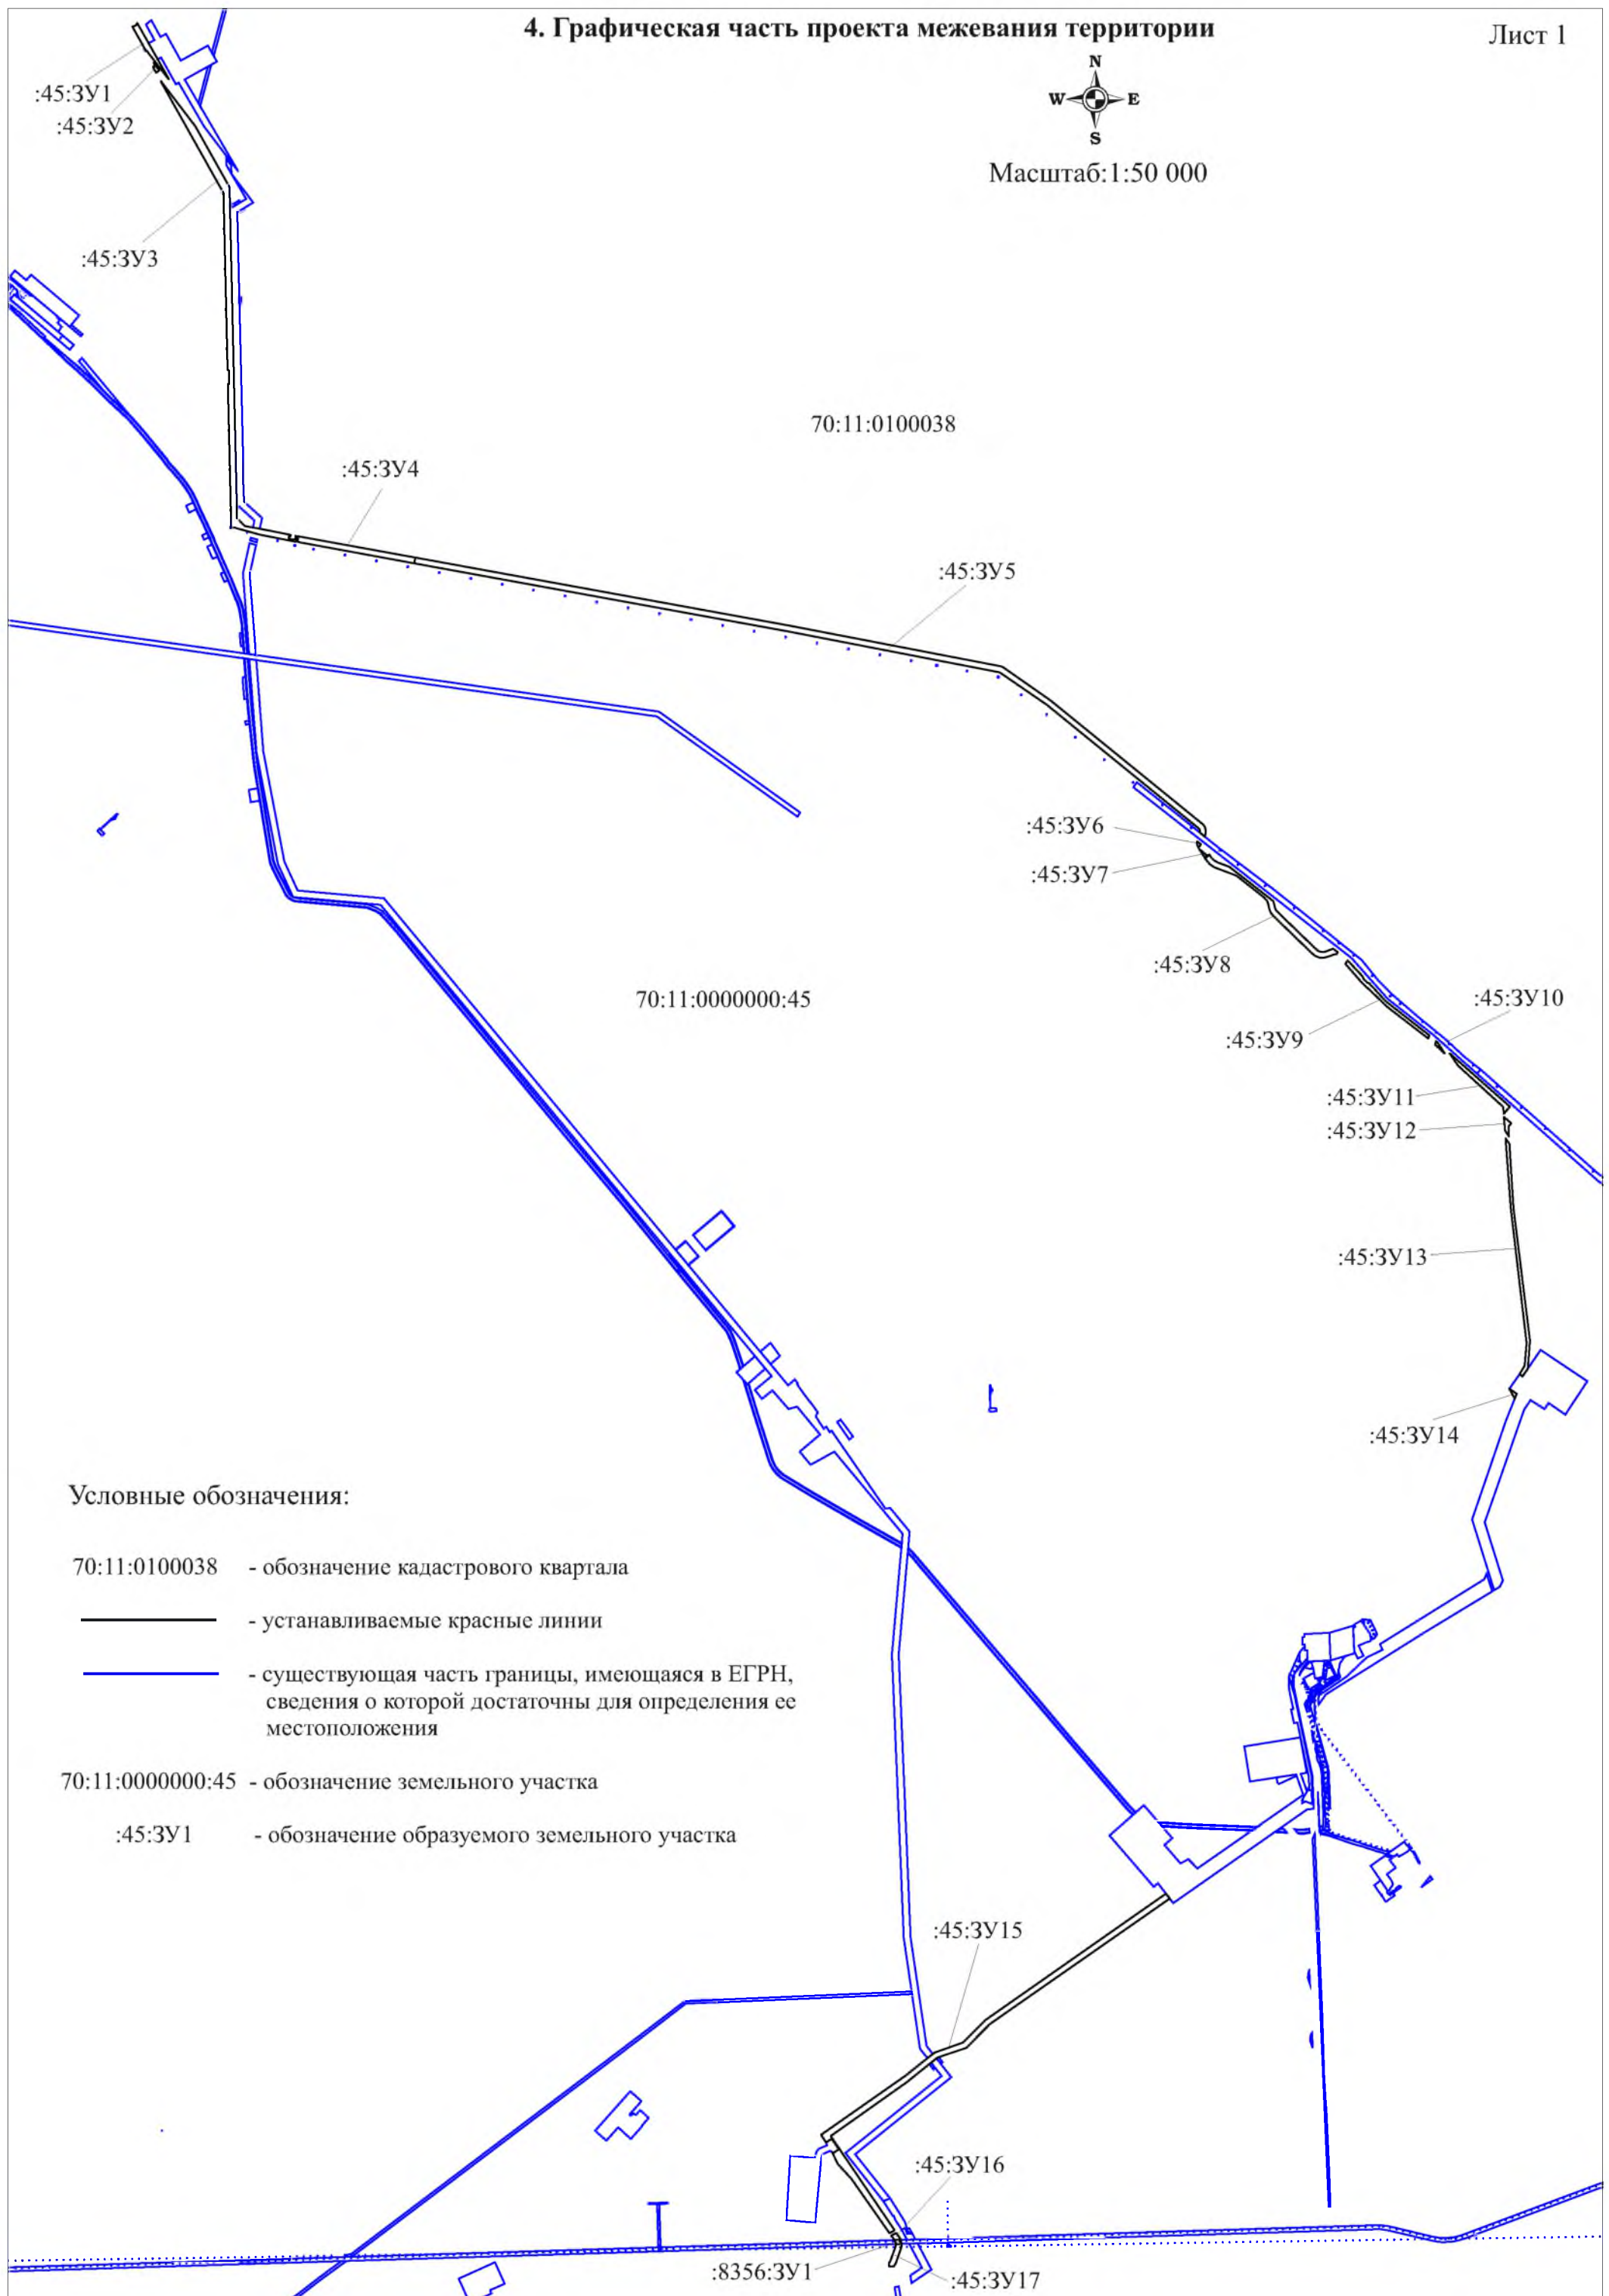 4. Графическая часть проекта межевания территории
Лист 1
N
W E
S
Масштаб:1:50 000
:45:ЗУ1
:45:ЗУ2
:45:ЗУ3
70:11:0100038
:45:ЗУ4
:45:ЗУ5
:45:ЗУ6
:45:ЗУ7
:45:ЗУ8
70:11:0000000:45
:45:ЗУ10
:45:ЗУ9
:45:ЗУ11
:45:ЗУ12
:45:ЗУ13
:45:ЗУ14
Условные обозначения:
70:11:0100038 - обозначение кадастрового квартала
- устанавливаемые красные линии
- существующая часть границы, имеющаяся в ЕГРН,
сведения о которой достаточны для определения ее
местоположения
70:11:0000000:45 - обозначение земельного участка
:45:ЗУ1 - обозначение образуемого земельного участка
:45:ЗУ15
:45:ЗУ16
:8356:ЗУ1
:45:ЗУ17